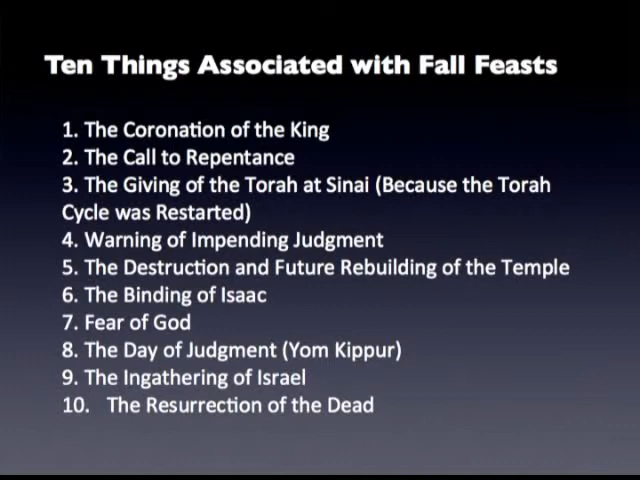 Ten Things Associated with Fall Feasts
1. The Coronation of the King
2. The Call to Repentance
3. The Giving of the Torah at Sinai (Because the Torah
Cycle was Restarted)
4. Warning of Impending Judgment
5. The Destruction and Future Rebuilding of the Temple
6. The Binding of Isaac
7. Fear of God
8. The Day of Judgment (Yom Kippur)
9. The Ingathering of Israel
10. The Resurrection of the Dead